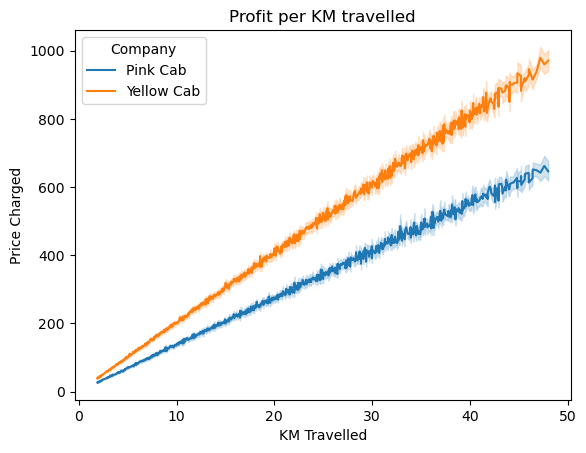 Profit per KM travelled
Company
Pink Cab
Yellow Cab
Price Charged
1000
800
600
400
200
0
0 10 20 30 40 50
KM Travelled